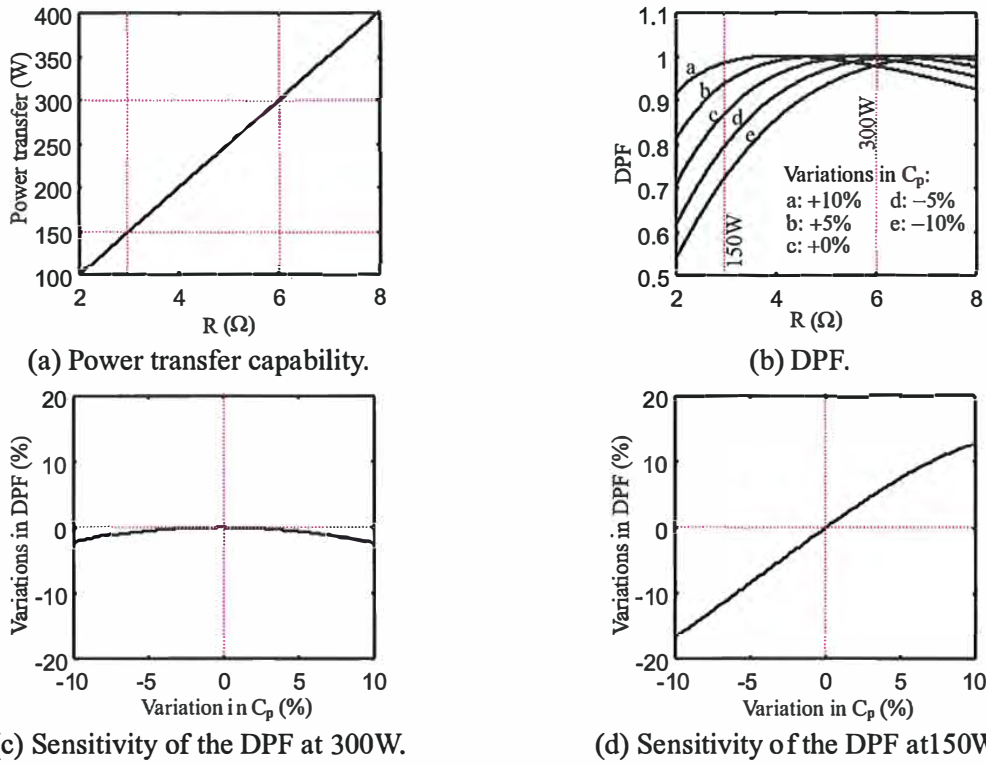 400
350
300
250
200
150
100
Power transfer (W)
2 4 6 8
R (Ω)
(a) Power transfer capability.
1.1
1
0.9
0.8
0.7
0.6
0.5
DPF
a
b
c
d
e
150W
300W
Variations in Cp:
a: +10% d: −5%
b: +5% e: −10%
c: +0%
2 4 6 8
R (Ω)
(b) DPF.
20
10
0
-10
-20
Variations in DPF (%)
-10 -5 0 5 10
Variation in Cp (%)
c) Sensitivity of the DPF at 300W.
20
10
0
-10
-20
Variations in DPF (%)
-10 -5 0 5 10
Variation in Cp (%)
(d) Sensitivity of the DPF at150W